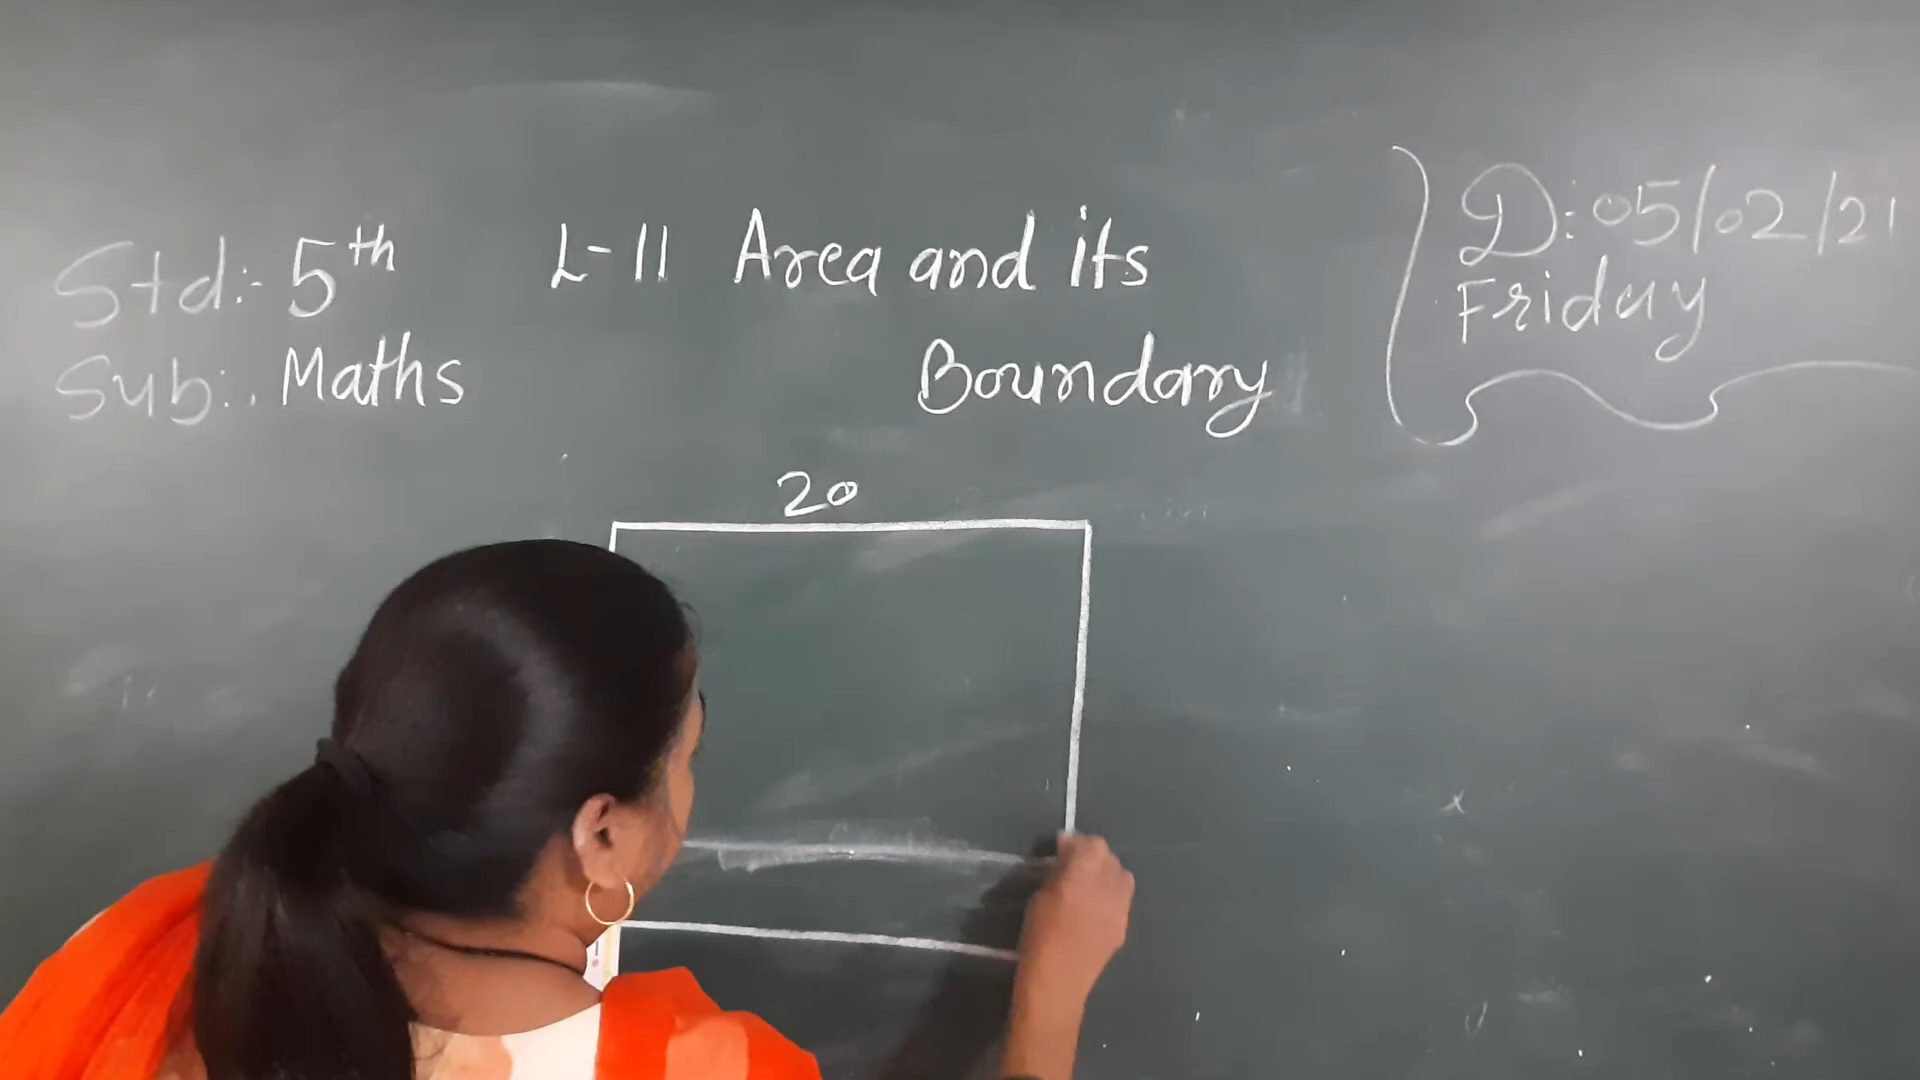 Std:- 5th
Sub:. Maths
L-11 Area and its
Boundary
D: 05/02/21
Friday
20